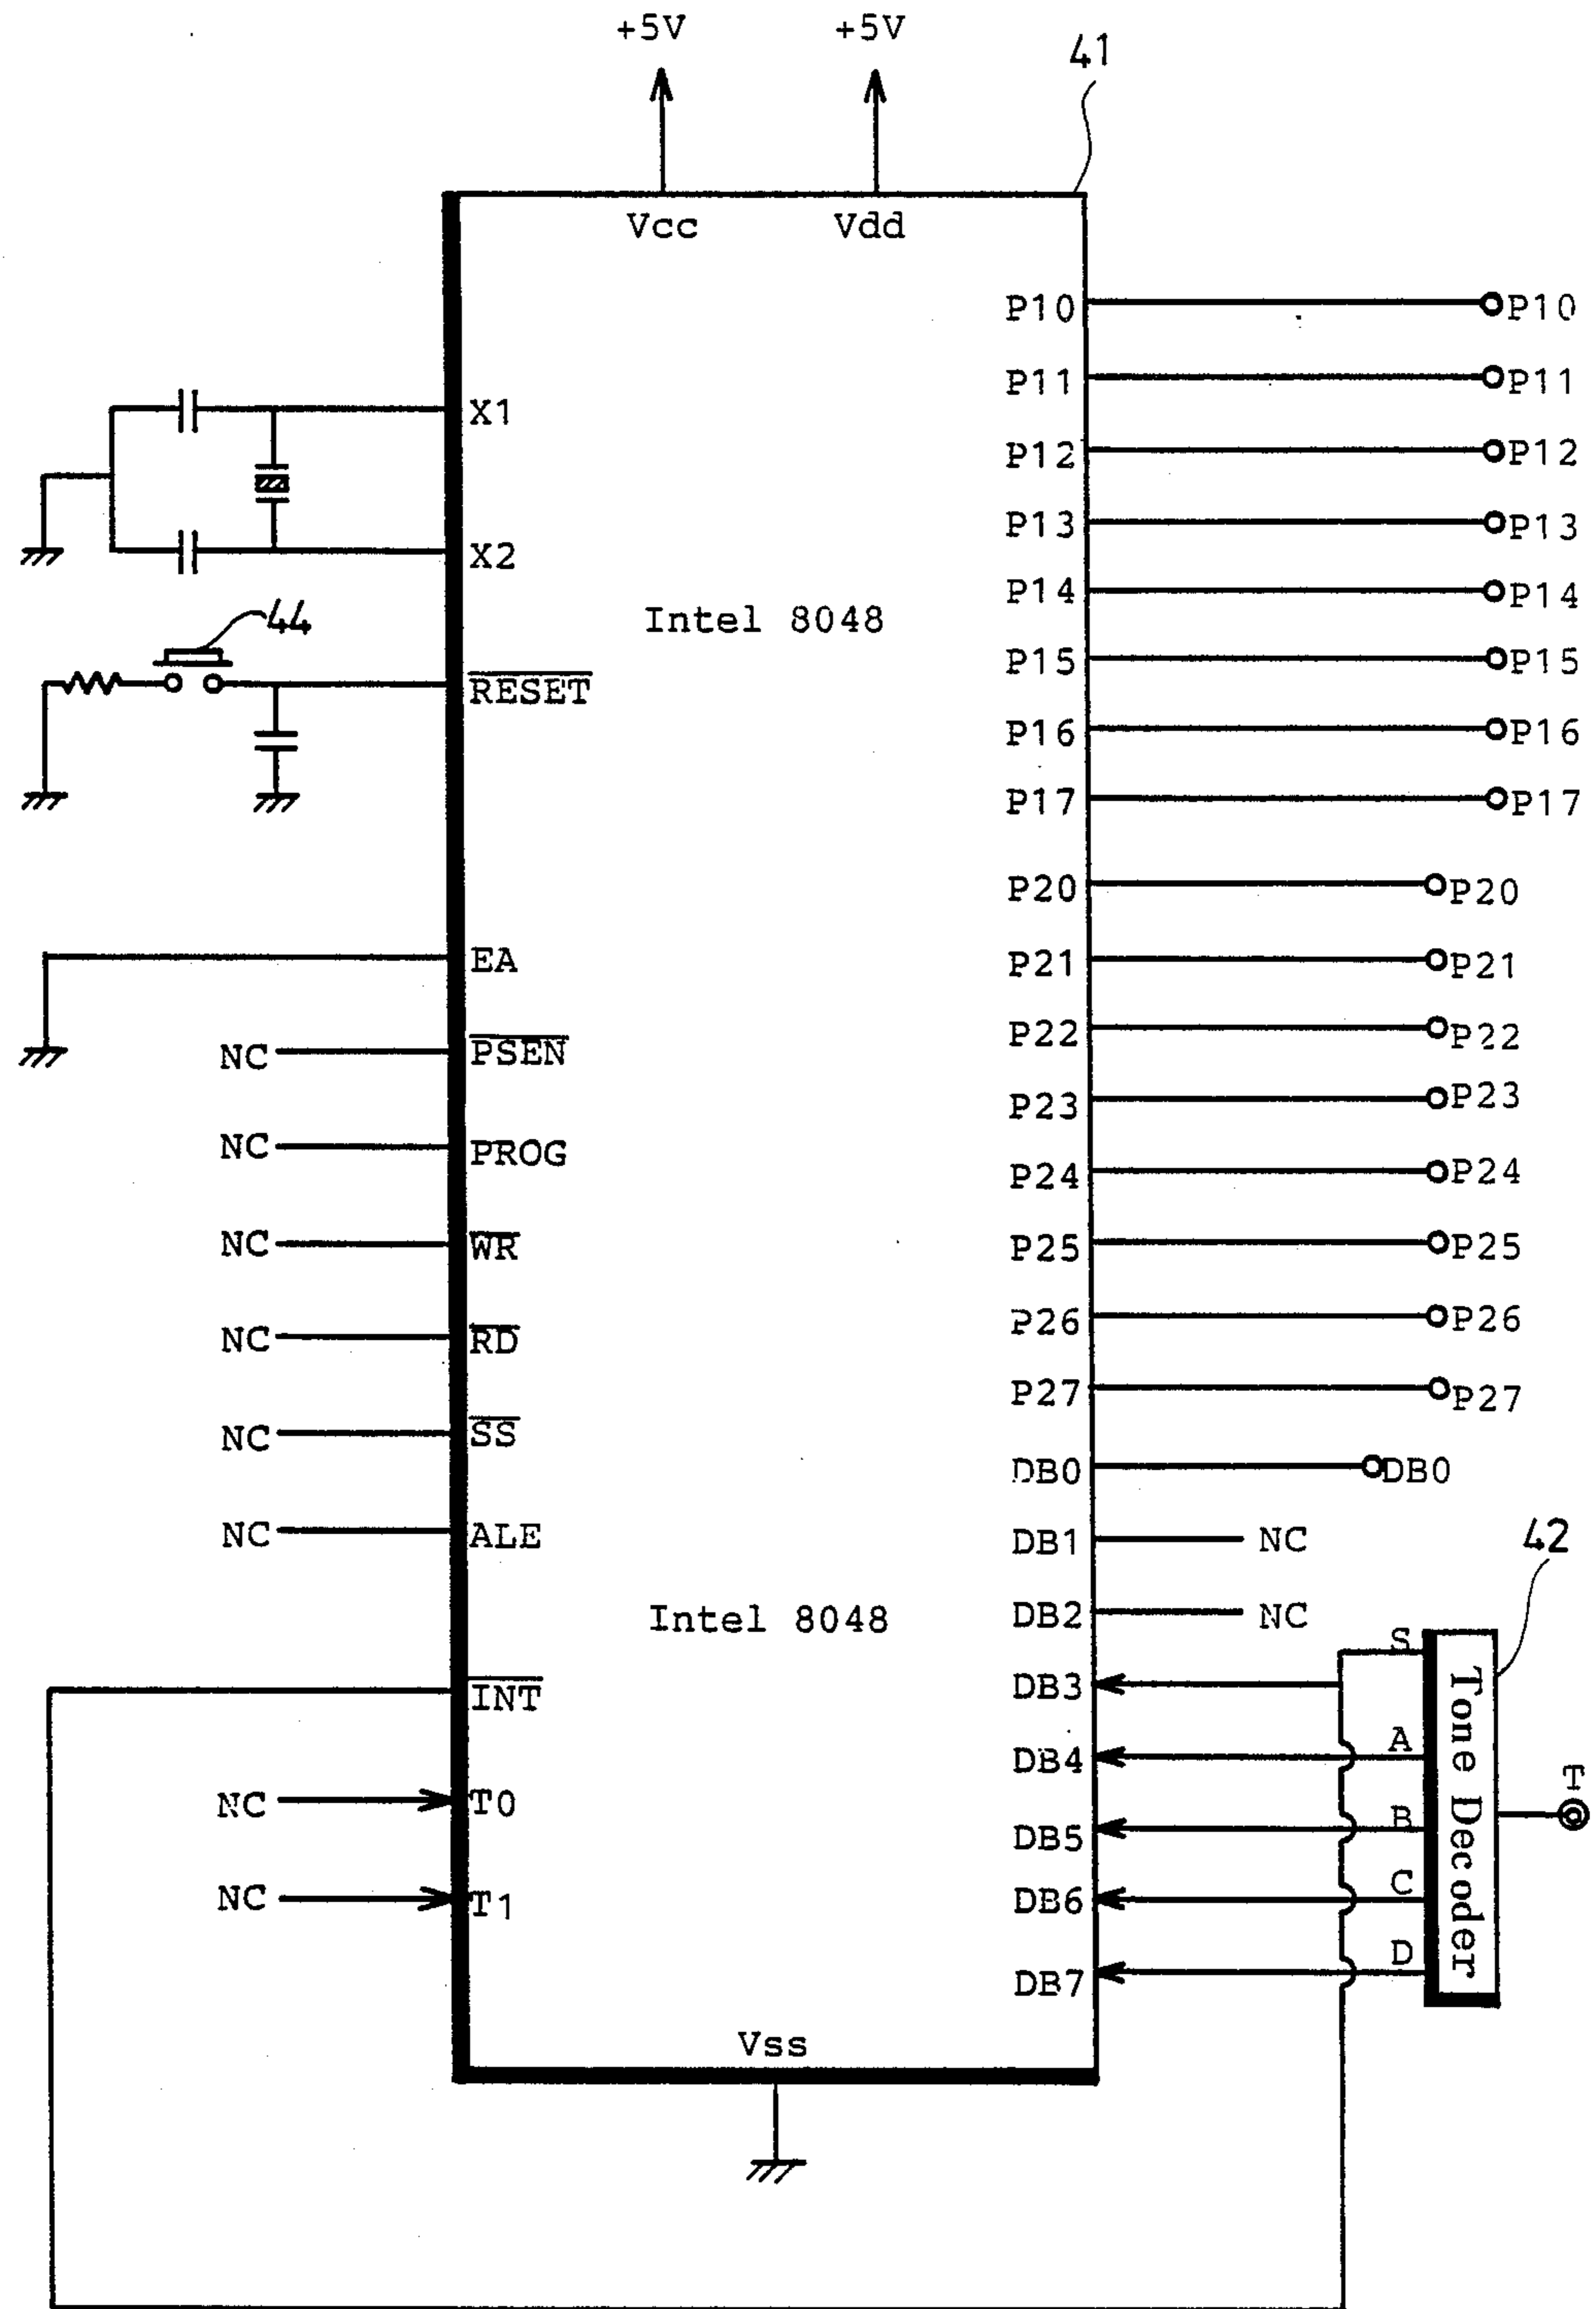 +5V +5V
41
Vcc Vdd
P10 P10
P11 P11
X1
P12 P12
P13 P13
X2
P14 P14
Intel 8048
44
P15 P15
RESET
P16 P16
P17 P17
P20 P20
EA P21 P21
P22 P22
NC PSEN
P23 P23
NC PROG
P24 P24
NC WR P25 P25
P26 P26
NC RD
P27 P27
NC SS
DB0 DB0
NC ALE DB1 NC
42
Intel 8048 DB2 NC
S
INT DB3
A
DB4
NC T0
B
DB5
Tone Decoder
T
NC T1 DB6 C
D
DB7
Vss